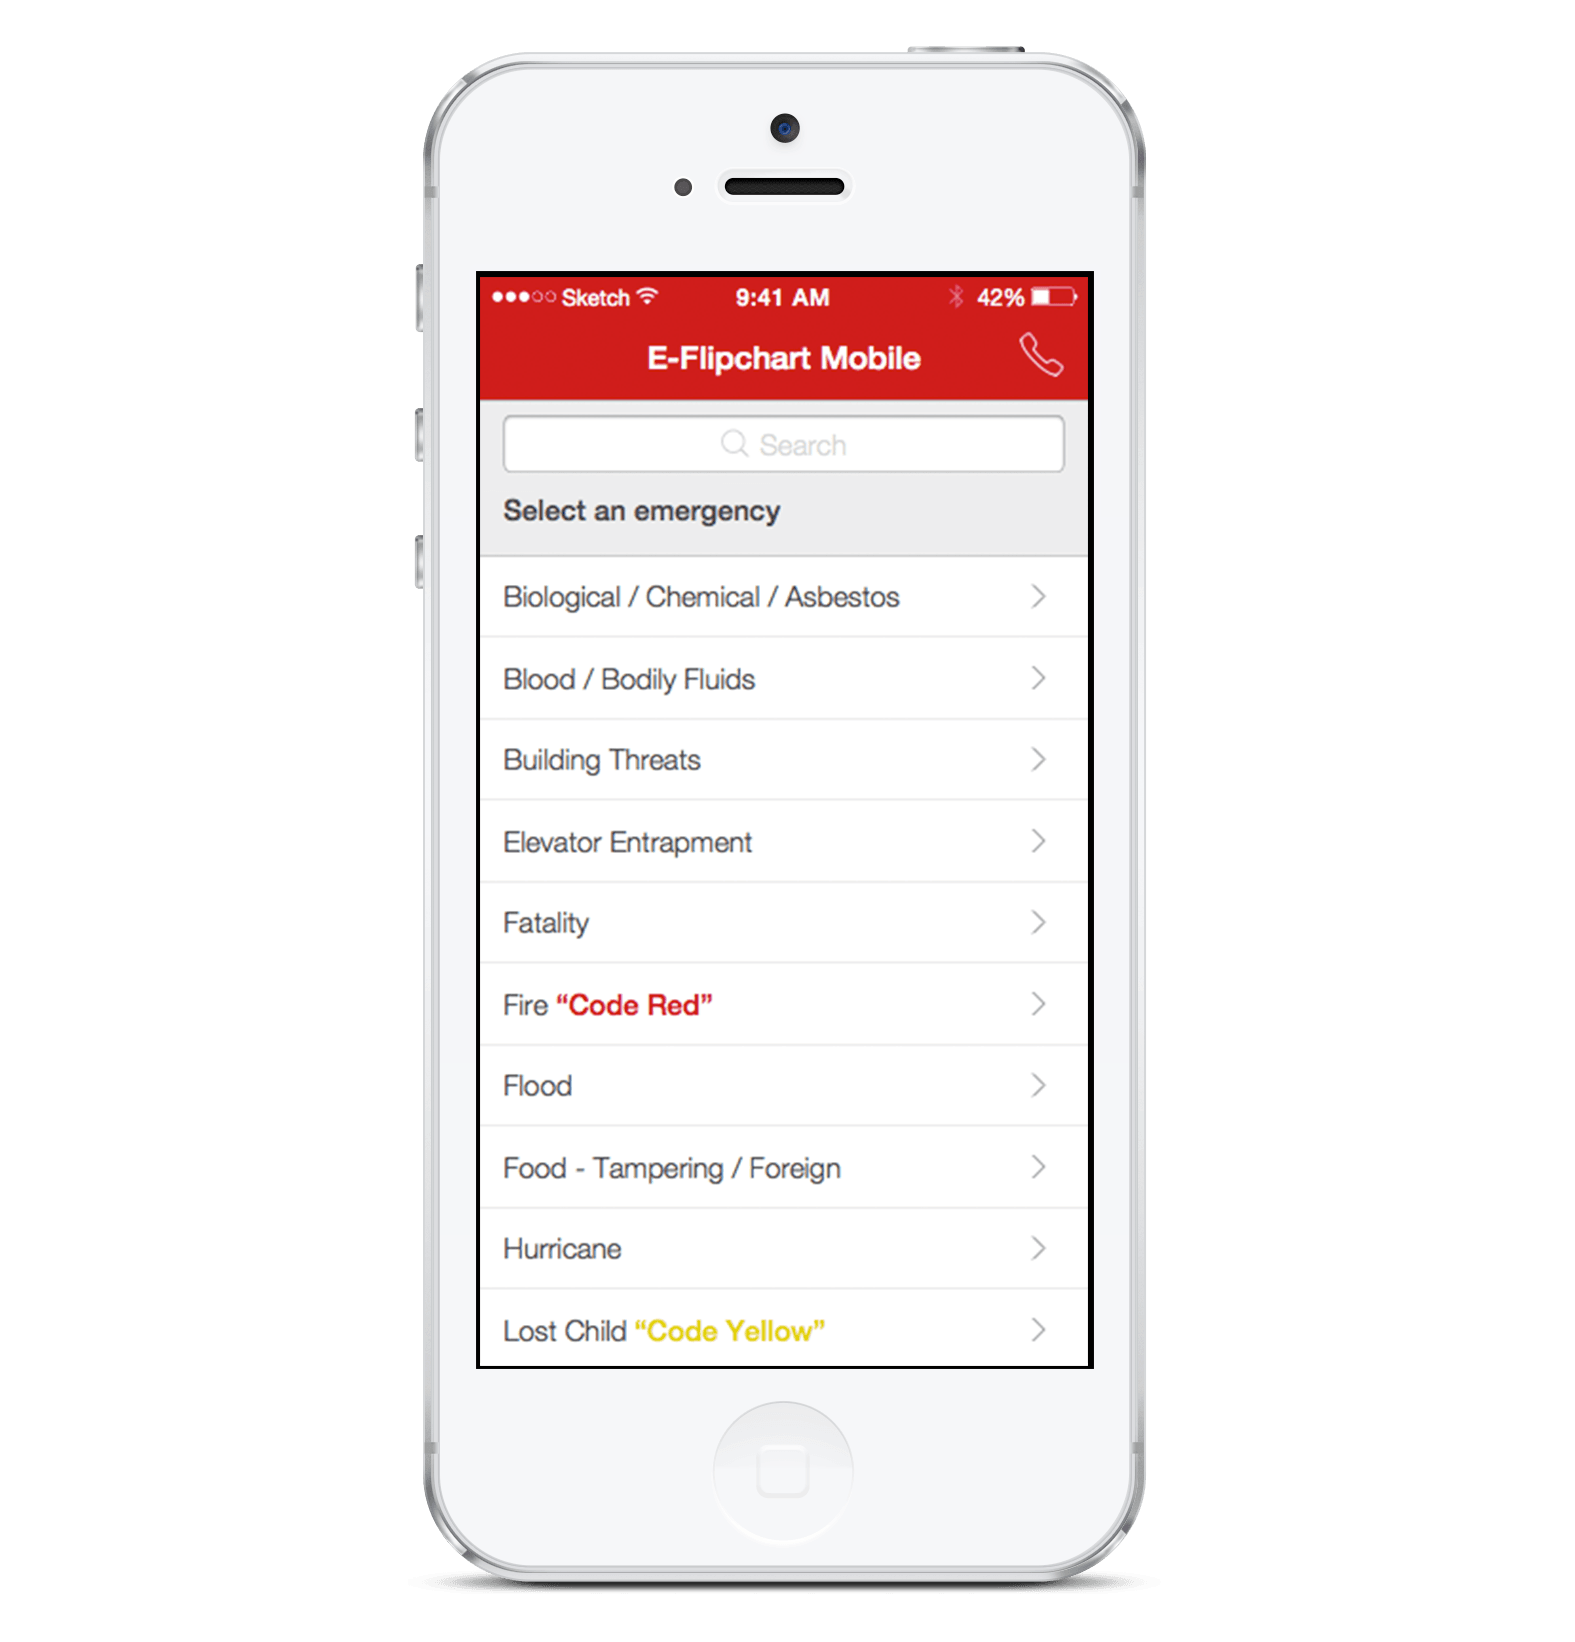 Sketch 9:41 AM 42%
E-Flipchart Mobile
Search
Select an emergency
Biological / Chemical / Asbestos
Blood / Bodily Fluids
Building Threats
Elevator Entrapment
Fatality
Fire “Code Red”
Flood
Food - Tampering / Foreign
Hurricane
Lost Child “Code Yellow”